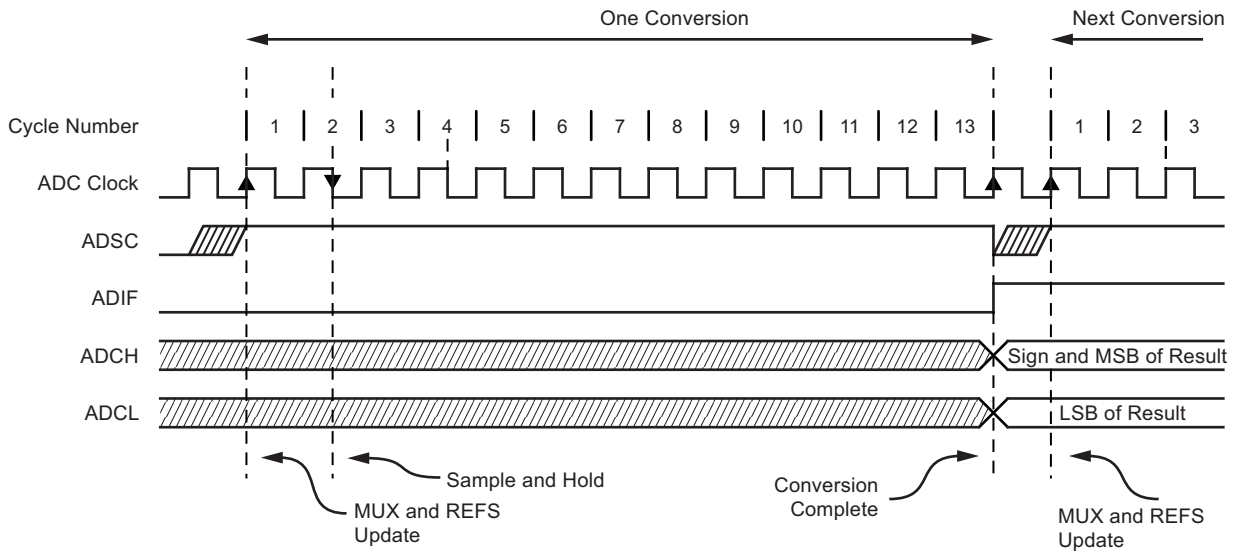 One Conversion
Next Conversion
Cycle Number
1 2 3 4 5 6 7 8 9 10 11 12 13 1 2 3
ADC Clock
ADSC
ADIF
ADCH
Sign and MSB of Result
ADCL
LSB of Result
Sample and Hold
MUX and REFS
Update
Conversion
Complete
MUX and REFS
Update